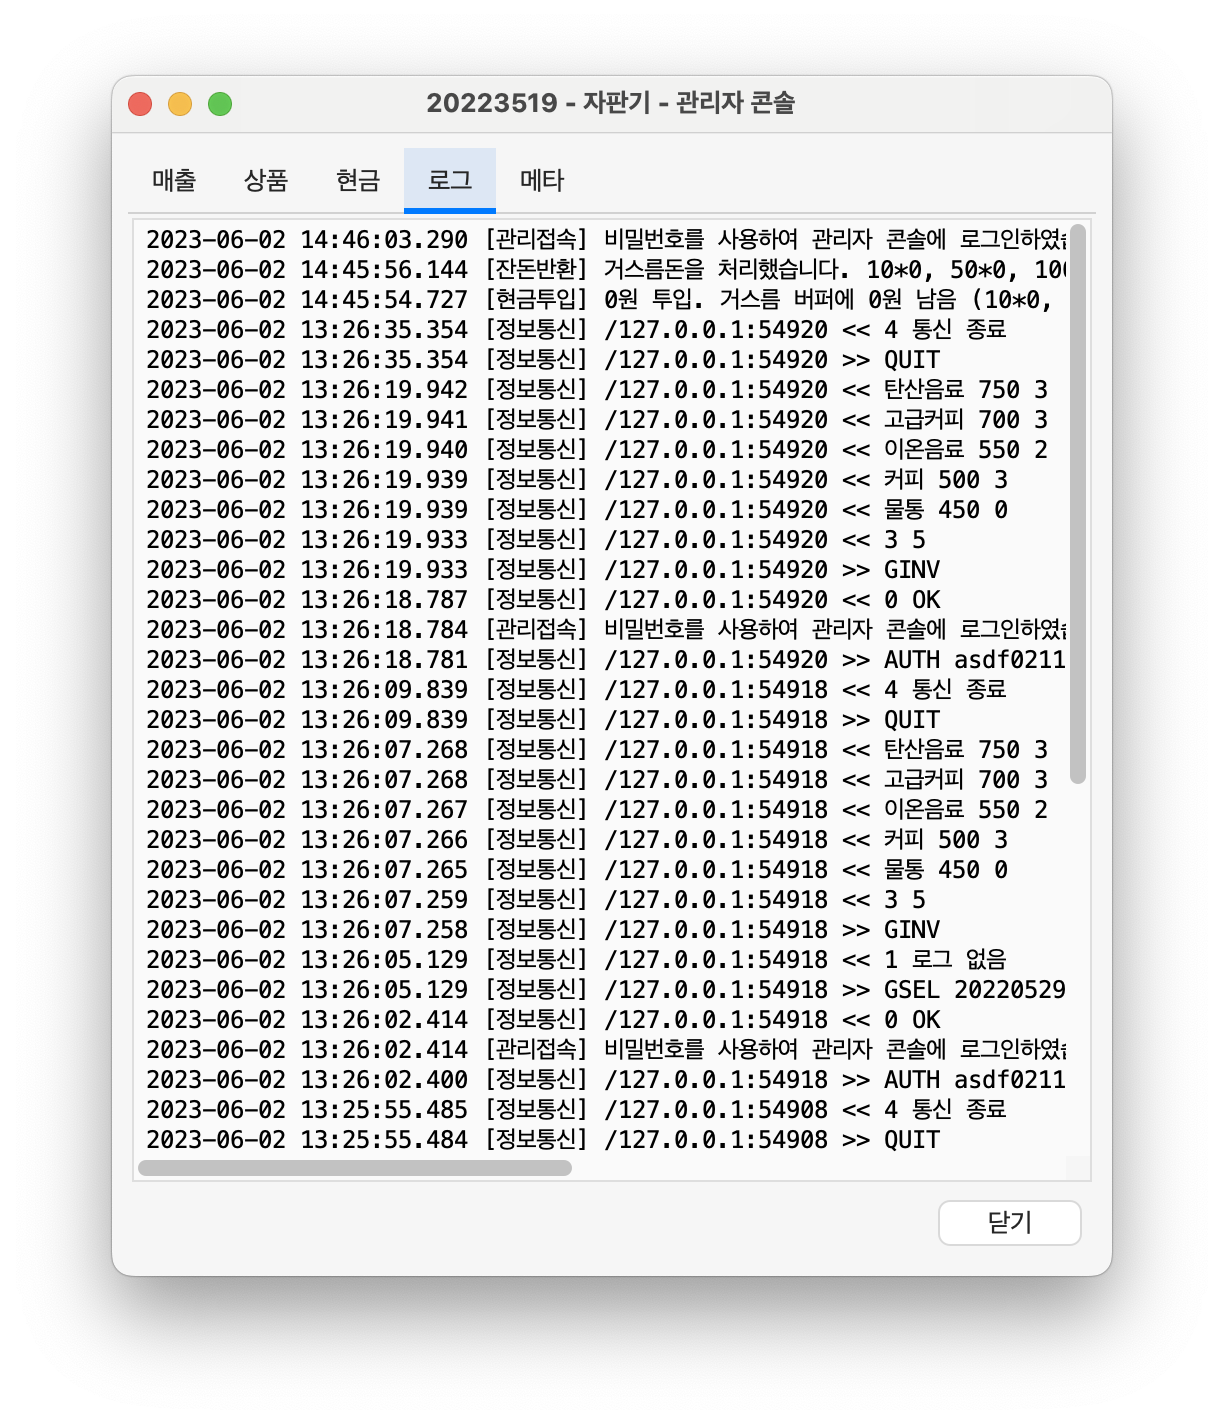 20223519 - 자판기 - 관리자 콘솔
매출 상품 현금 로그 메타
2023-06-02 14:46:03.290 [관리접속] 비밀번호를 사용하여 관리자 콘솔에 로그인하였
2023-06-02 14:45:56.144 [잔돈반환] 거스름돈을 처리했습니다. 10*0, 50*0, 10
2023-06-02 14:45:54.727 [현금투입] 0원 투입. 거스름 버퍼에 0원 남음 (10*0,
2023-06-02 13:26:35.354 [정보통신] /127.0.0.1:54920 << 4 통신 종료
2023-06-02 13:26:35.354 [정보통신] /127.0.0.1:54920 >> QUIT
2023-06-02 13:26:19.942 [정보통신] /127.0.0.1:54920 << 탄산음료 750 3
2023-06-02 13:26:19.941 [정보통신] /127.0.0.1:54920 << 고급커피 700 3
2023-06-02 13:26:19.940 [정보통신] /127.0.0.1:54920 << 이온음료 550 2
2023-06-02 13:26:19.939 [정보통신] /127.0.0.1:54920 << 커피 500 3
2023-06-02 13:26:19.939 [정보통신] /127.0.0.1:54920 << 물통 450 0
2023-06-02 13:26:19.933 [정보통신] /127.0.0.1:54920 << 3 5
2023-06-02 13:26:19.933 [정보통신] /127.0.0.1:54920 >> GINV
2023-06-02 13:26:18.787 [정보통신] /127.0.0.1:54920 << 0 OK
2023-06-02 13:26:18.784 [관리접속] 비밀번호를 사용하여 관리자 콘솔에 로그인하였
2023-06-02 13:26:18.781 [정보통신] /127.0.0.1:54920 >> AUTH asdf0211
2023-06-02 13:26:09.839 [정보통신] /127.0.0.1:54918 << 4 통신 종료
2023-06-02 13:26:09.839 [정보통신] /127.0.0.1:54918 >> QUIT
2023-06-02 13:26:07.268 [정보통신] /127.0.0.1:54918 << 탄산음료 750 3
2023-06-02 13:26:07.268 [정보통신] /127.0.0.1:54918 << 고급커피 700 3
2023-06-02 13:26:07.267 [정보통신] /127.0.0.1:54918 << 이온음료 550 2
2023-06-02 13:26:07.266 [정보통신] /127.0.0.1:54918 << 커피 500 3
2023-06-02 13:26:07.265 [정보통신] /127.0.0.1:54918 << 물통 450 0
2023-06-02 13:26:07.259 [정보통신] /127.0.0.1:54918 << 3 5
2023-06-02 13:26:07.258 [정보통신] /127.0.0.1:54918 >> GINV
2023-06-02 13:26:05.129 [정보통신] /127.0.0.1:54918 << 1 로그 없음
2023-06-02 13:26:05.129 [정보통신] /127.0.0.1:54918 >> GSEL 20220529
2023-06-02 13:26:02.414 [정보통신] /127.0.0.1:54918 << 0 OK
2023-06-02 13:26:02.414 [관리접속] 비밀번호를 사용하여 관리자 콘솔에 로그인하였
2023-06-02 13:26:02.400 [정보통신] /127.0.0.1:54918 >> AUTH asdf0211
2023-06-02 13:25:55.485 [정보통신] /127.0.0.1:54908 << 4 통신 종료
2023-06-02 13:25:55.484 [정보통신] /127.0.0.1:54908 >> QUIT
닫기